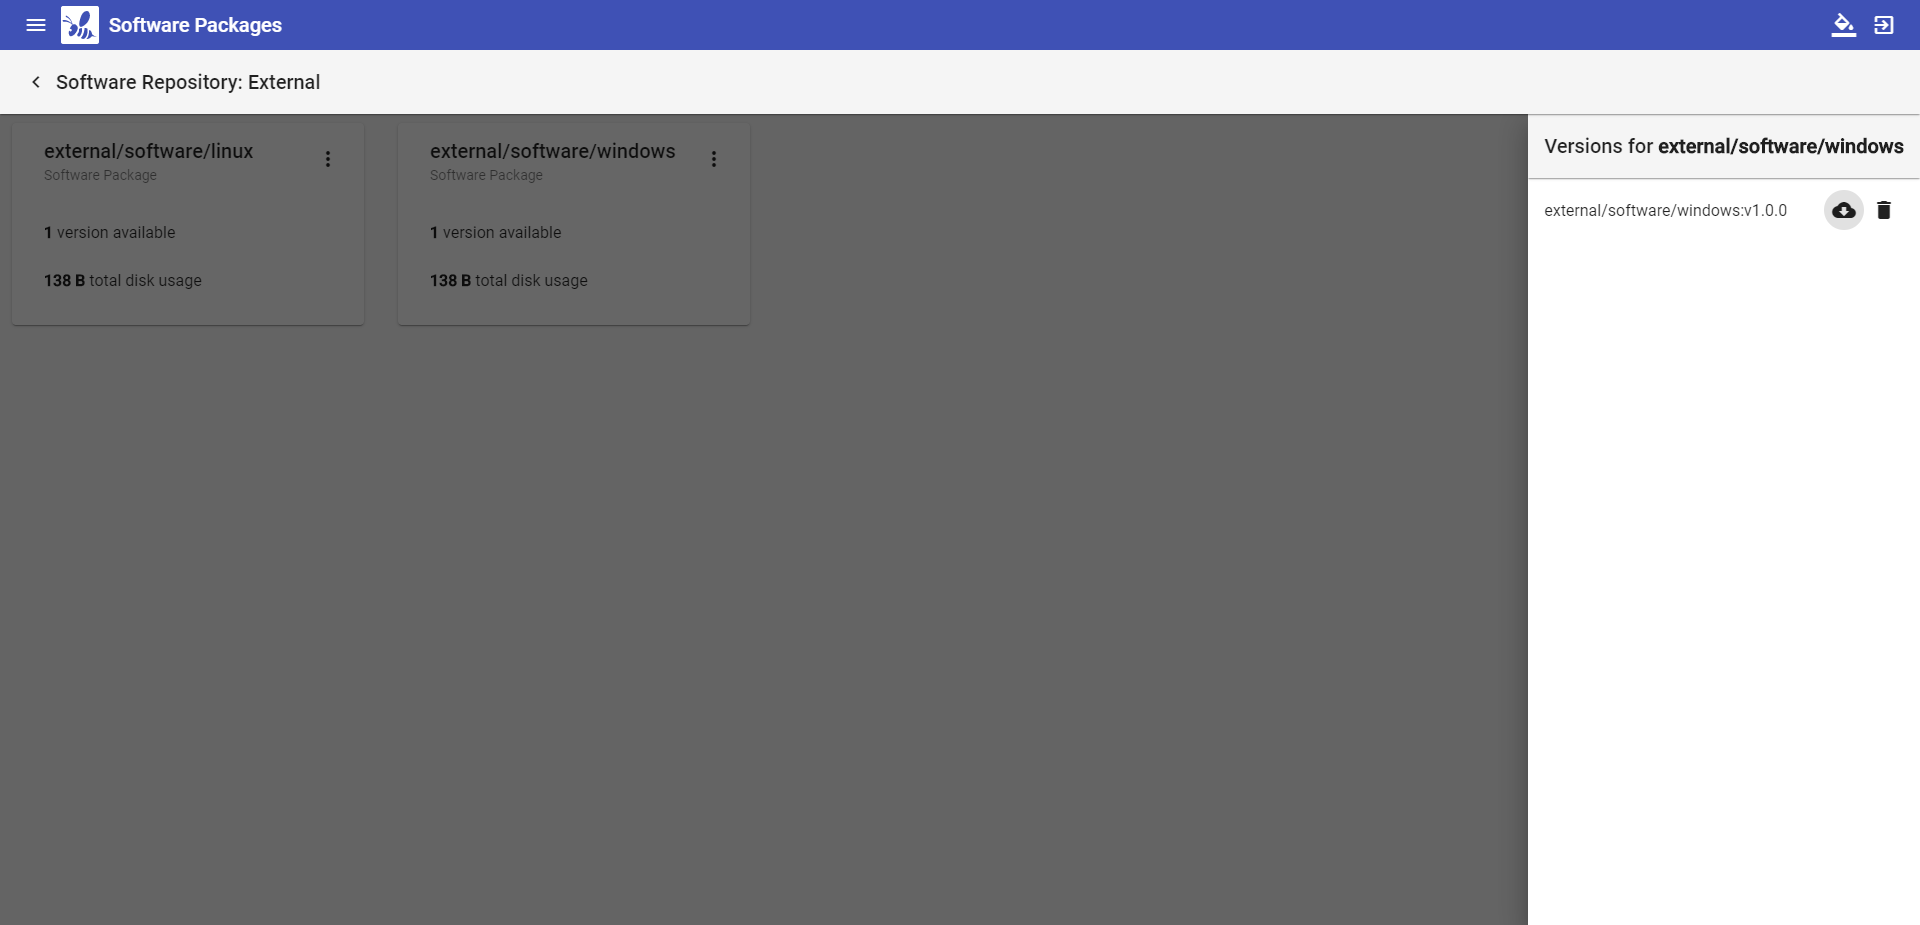 Software Packages
Software Repository: External
external/software/linux
Software Package
1 version available
138 B total disk usage
external/software/windows
Software Package
1 version available
138 B total disk usage
Versions for external/software/windows
external/software/windows:v1.0.0